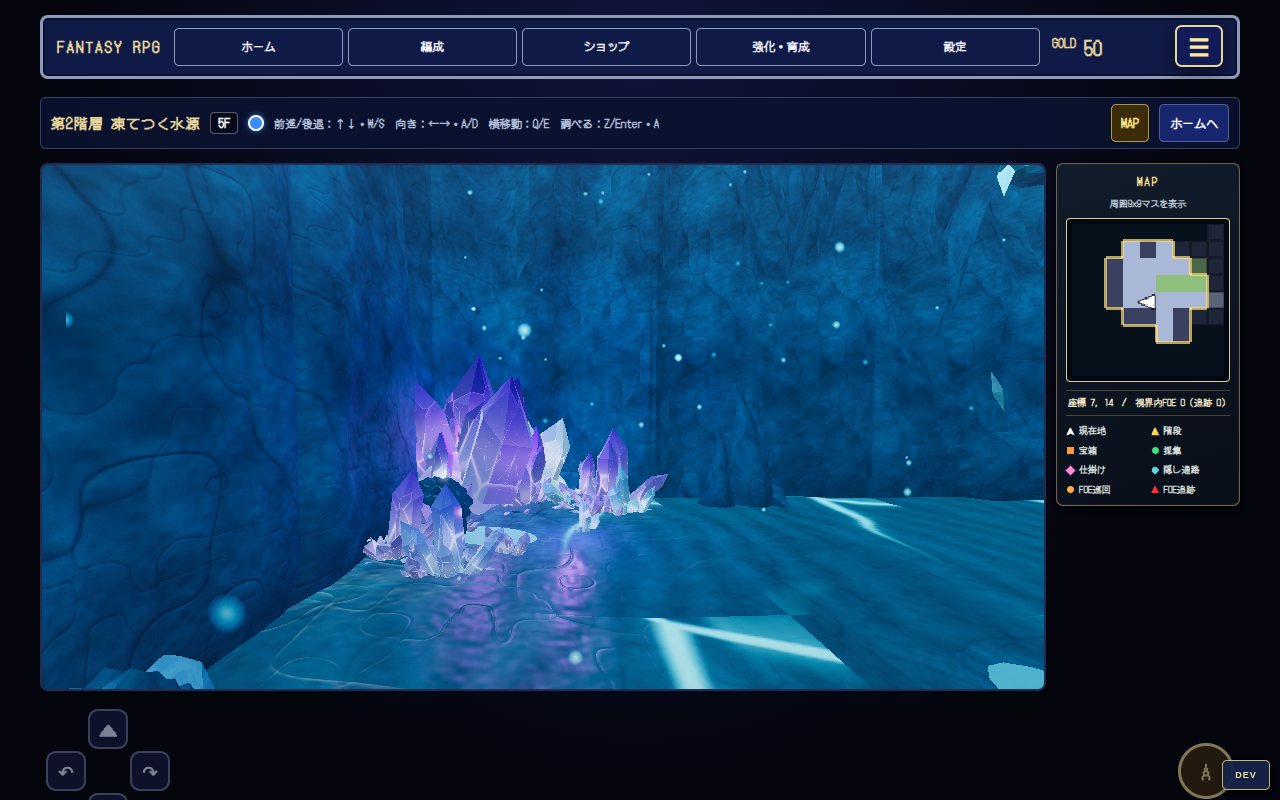 FANTASY RPG
ホーム
編成
ショップ
強化・育成
設定
GOLD 50
第2階層 凍てつく水源
5F
前進/後退：↑↓・W/S 向き：←→・A/D 横移動：Q/E 調べる：Z/Enter・A
MAP
ホームへ
MAP
周囲9x9マスを表示
座標 7, 14 / 視界内FOE 0（追跡 0）
現在地
階段
宝箱
採集
仕掛け
隠し通路
FOE巡回
FOE追跡
A
DEV